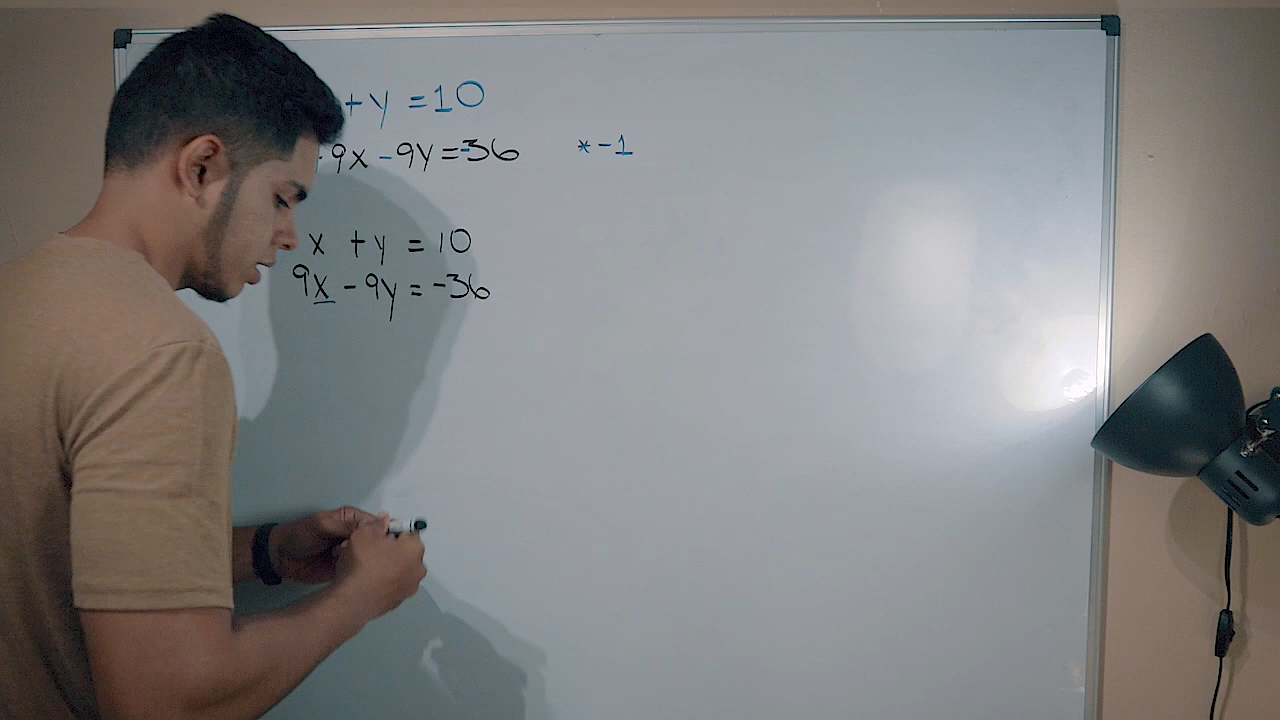 + y = 10
-9x - 9y = -36 * -1
x + y = 10
9x - 9y = -36